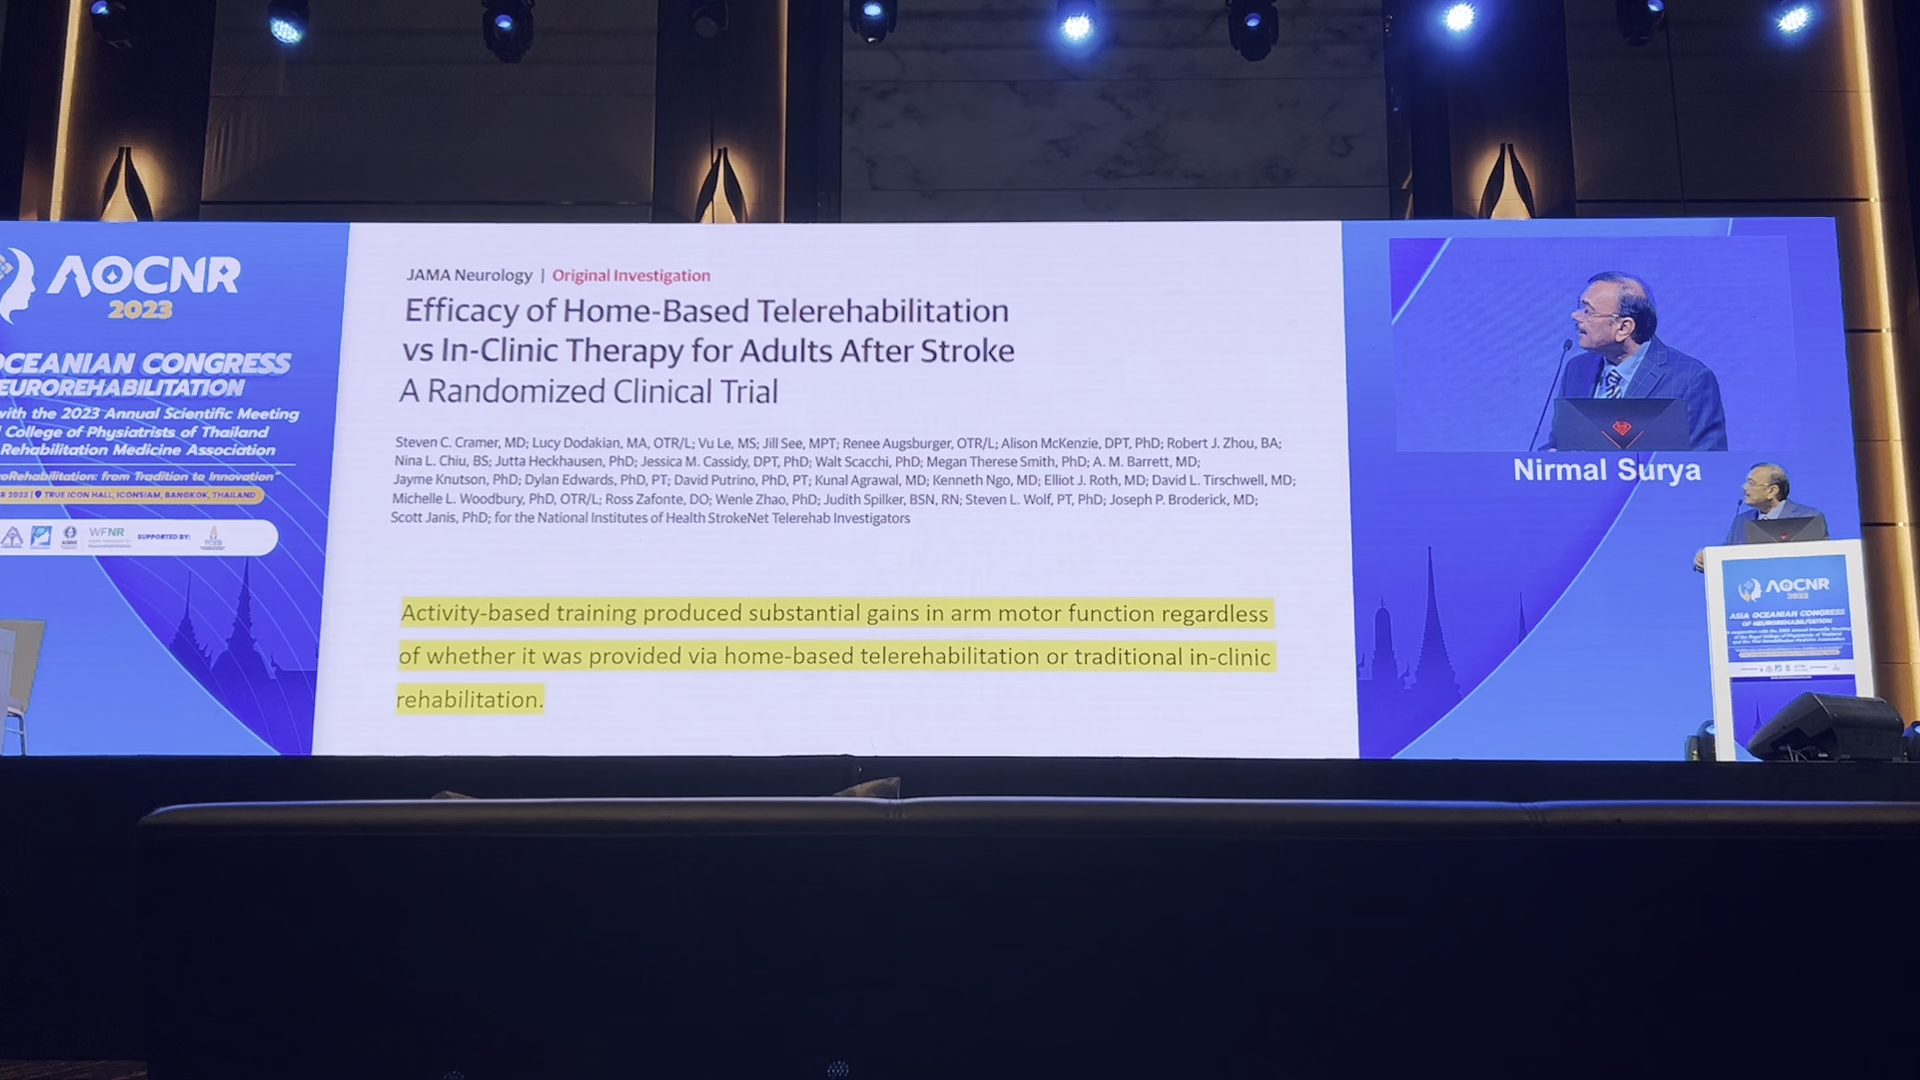 AOCNR
2023
OCEANIAN CONGRESS
EUROREHABILITATION
with the 2023 Annual Scientific Meeting
College of Physiatrists of Thailand
Rehabilitation Medicine Association
Rehabilitation: from Tradition to Innovation"
2023 | TRUE ICON HALL, ICONSIAM, BANGKOK, THAILAND
WFNR
SUPPORTED BY:
JAMA Neurology | Original Investigation
Efficacy of Home-Based Telerehabilitation
vs In-Clinic Therapy for Adults After Stroke
A Randomized Clinical Trial
Steven C. Cramer, MD; Lucy Dodakian, MA, OTR/L; Vu Le, MS; Jill See, MPT; Renee Augsburger, OTR/L; Alison McKenzie, DPT, PhD; Robert J. Zhou, BA;
Nina L. Chiu, BS; Jutta Heckhausen, PhD; Jessica M. Cassidy, DPT, PhD; Walt Scacchi, PhD; Megan Therese Smith, PhD; A. M. Barrett, MD;
Jayme Knutson, PhD; Dylan Edwards, PhD, PT; David Putrino, PhD, PT; Kunal Agrawal, MD; Kenneth Ngo, MD; Elliot J. Roth, MD; David L. Tirschwell, MD;
Michelle L. Woodbury, PhD, OTR/L; Ross Zafonte, DO; Wenle Zhao, PhD; Judith Spilker, BSN, RN; Steven L. Wolf, PT, PhD; Joseph P. Broderick, MD;
Scott Janis, PhD; for the National Institutes of Health StrokeNet Telerehab Investigators
Activity-based training produced substantial gains in arm motor function regardless
of whether it was provided via home-based telerehabilitation or traditional in-clinic
rehabilitation.
Nirmal Surya
AOCNR
2023
ASIA OCEANIAN CONGRESS
OF NEUROREHABILITATION